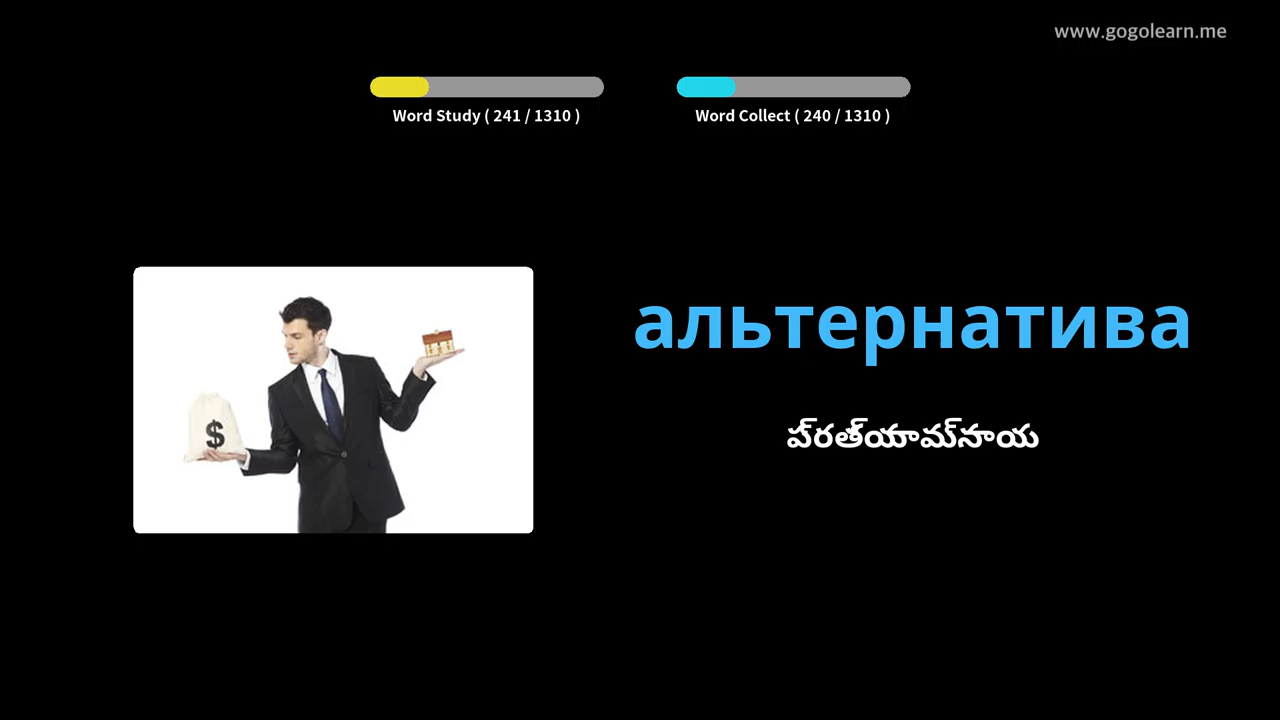 www.gogolearn.me
Word Study ( 241 / 1310 )
Word Collect ( 240 / 1310 )
$
альтернатива
ప్రత్యామ్నాయ